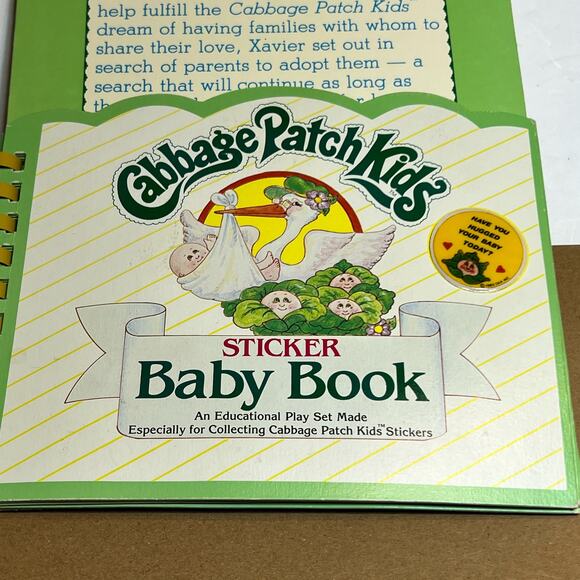 help fulfill the Cabbage Patch Kids™
dream of having families with whom to
share their love, Xavier set out in
search of parents to adopt them — a
search that will continue as long as
Cabbage Patch Kids
HAVE YOU
HUGGED
YOUR BABY
TODAY?
STICKER
Baby Book
An Educational Play Set Made
Especially for Collecting Cabbage Patch Kids™ Stickers